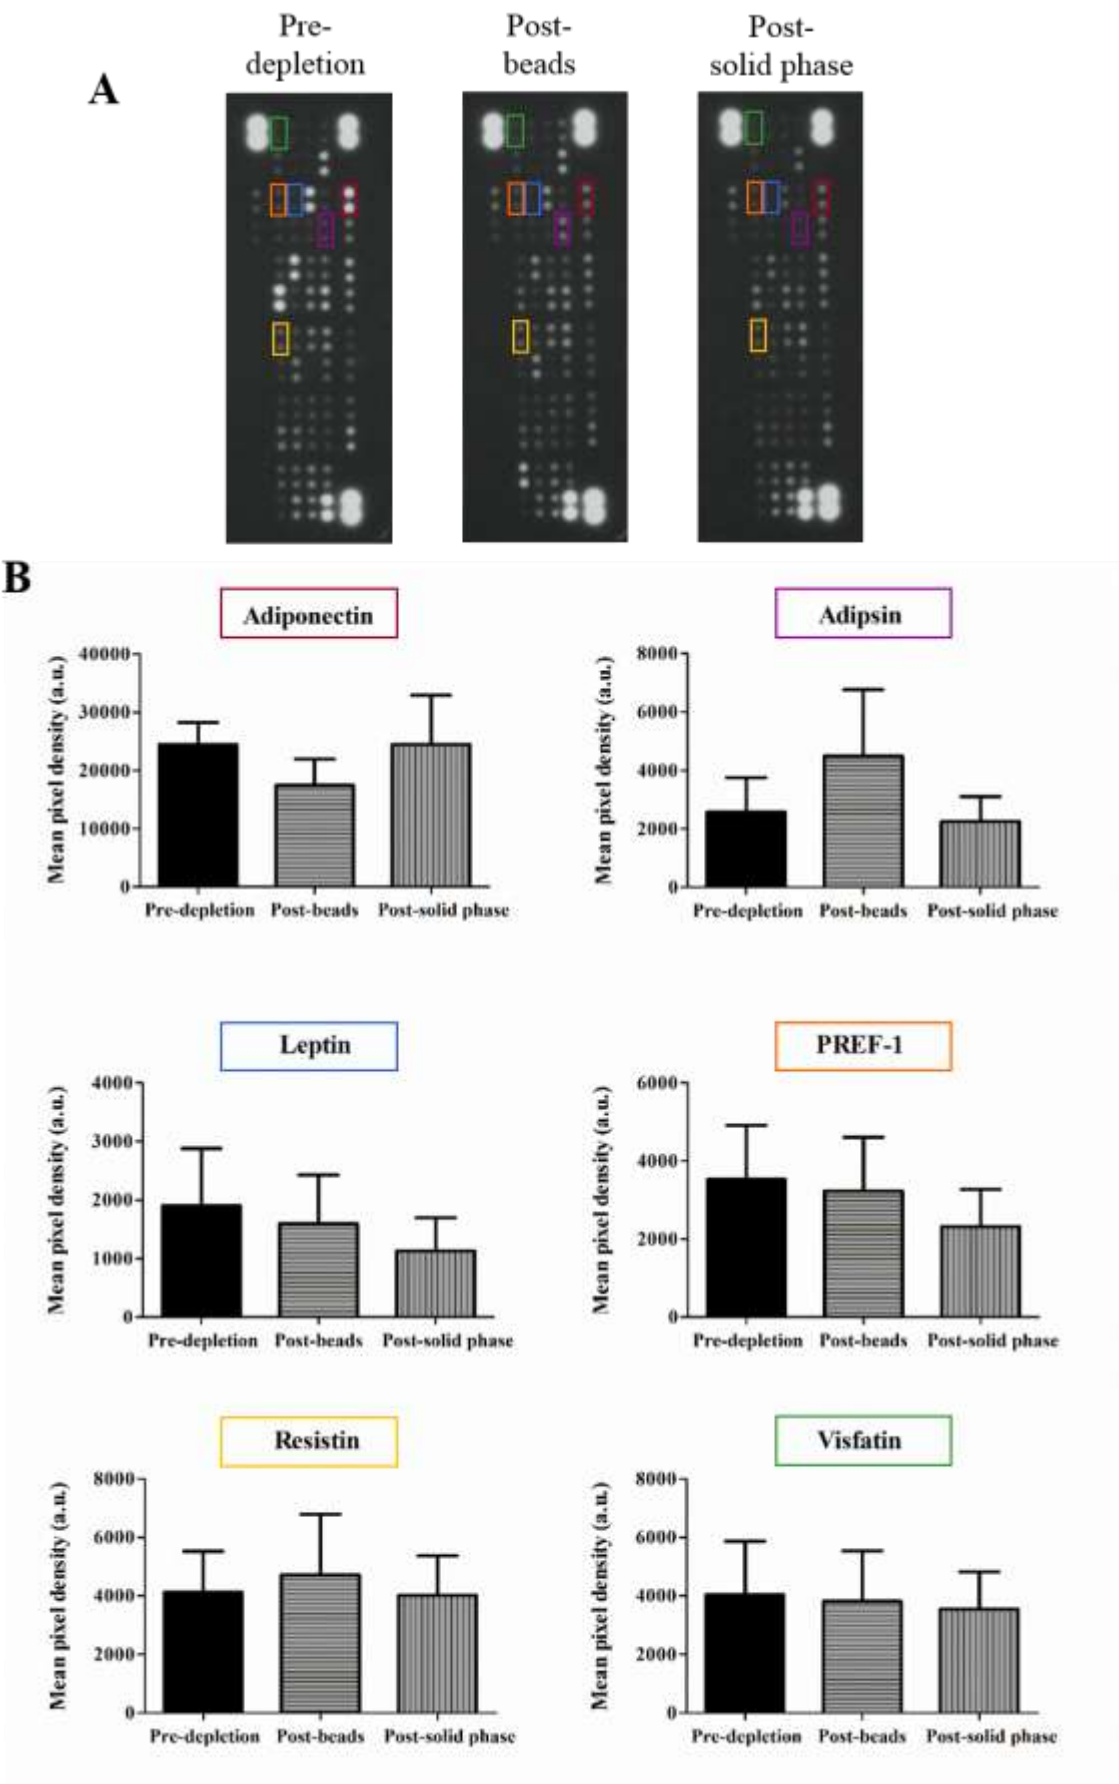 Pre-
depletion
Post-
beads
Post-
solid phase
A
B
Adiponectin
Mean pixel density (a.u.)
40000
30000
20000
10000
0
Pre-depletion Post-beads Post-solid phase
Adipsin
Mean pixel density (a.u.)
8000
6000
4000
2000
0
Pre-depletion Post-beads Post-solid phase
Leptin
Mean pixel density (a.u.)
4000
3000
2000
1000
0
Pre-depletion Post-beads Post-solid phase
PREF-1
Mean pixel density (a.u.)
6000
4000
2000
0
Pre-depletion Post-beads Post-solid phase
Resistin
Mean pixel density (a.u.)
8000
6000
4000
2000
0
Pre-depletion Post-beads Post-solid phase
Visfatin
Mean pixel density (a.u.)
8000
6000
4000
2000
0
Pre-depletion Post-beads Post-solid phase